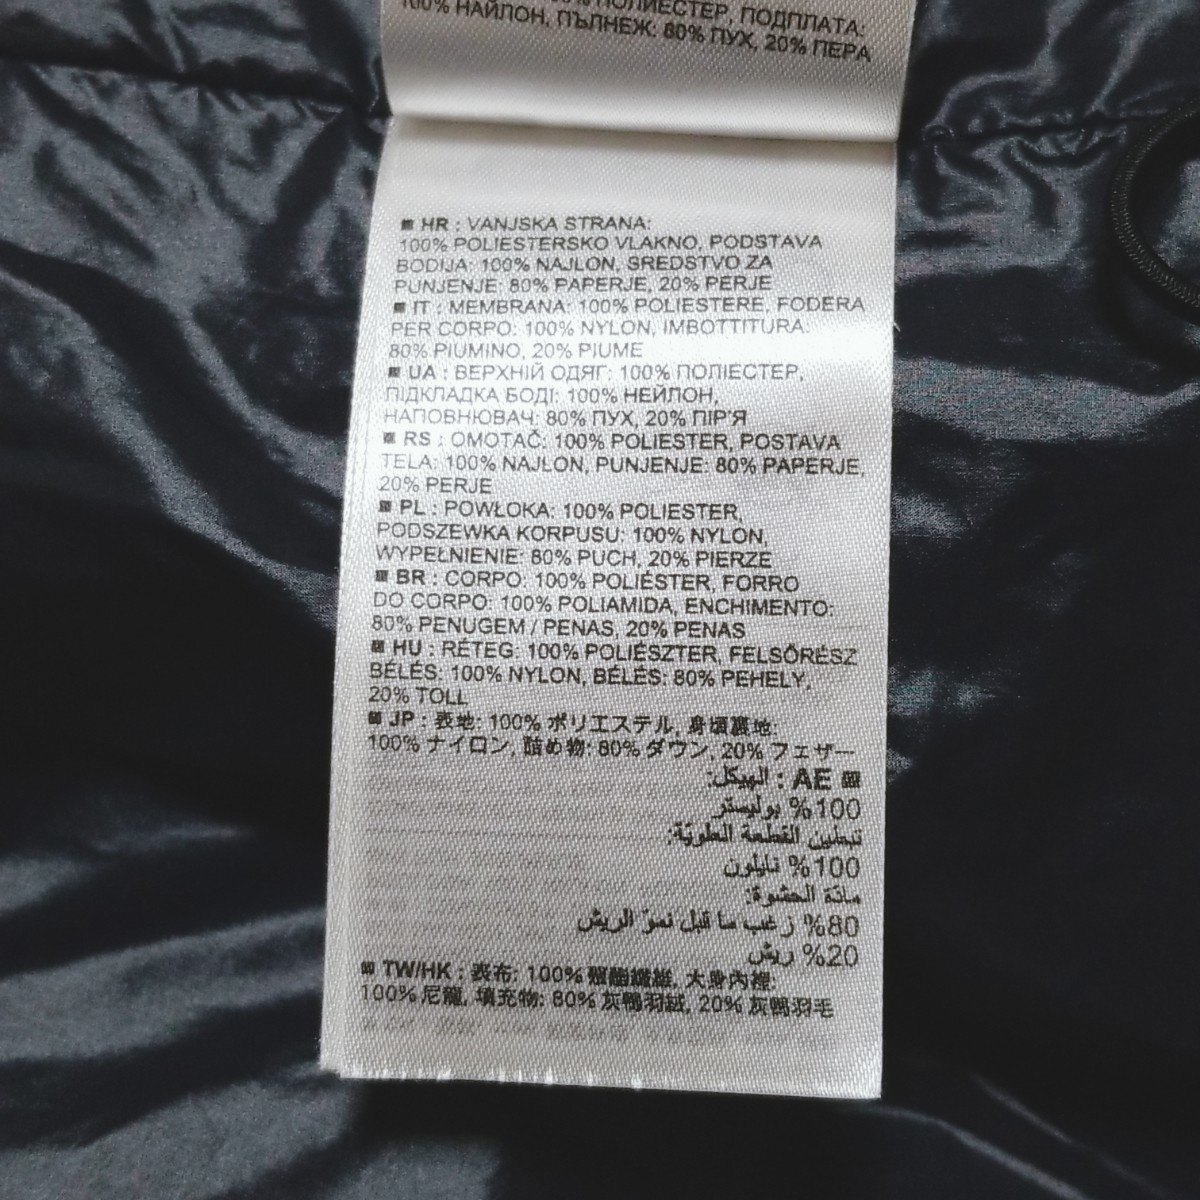 100% ПОЛИЕСТЕР, ПОДПЛАТА:
100% НАЙЛОН, ПЪЛНЕЖ: 80% ПУХ, 20% ПЕРА
HR : VANJSKA STRANA:
100% POLIESTERSKO VLAKNO, PODSTAVA
BODIJA: 100% NAJLON, SREDSTVO ZA
PUNJENJE: 80% PAPERJE, 20% PERJE
IT : MEMBRANA: 100% POLIESTERE, FODERA
PER CORPO: 100% NYLON, IMBOTTITURA:
80% PIUMINO, 20% PIUME
UA : ВЕРХНІЙ ОДЯГ: 100% ПОЛІЕСТЕР,
ПІДКЛАДКА БОДІ: 100% НЕЙЛОН,
НАПОВНЮВАЧ: 80% ПУХ, 20% ПІР'Я
RS : OMOTAČ: 100% POLIESTER, POSTAVA
TELA: 100% NAJLON, PUNJENJE: 80% PAPERJE,
20% PERJE
PL : POWŁOKA: 100% POLIESTER,
PODSZEWKA KORPUSU: 100% NYLON,
WYPEŁNIENIE: 80% PUCH, 20% PIERZE
BR : CORPO: 100% POLIÉSTER, FORRO
DO CORPO: 100% POLIAMIDA, ENCHIMENTO:
80% PENUGEM / PENAS, 20% PENAS
HU : RÉTEG: 100% POLIÉSZTER, FELSŐRÉSZ
BÉLÉS: 100% NYLON, BÉLÉS: 80% PEHELY,
20% TOLL
JP : 表地: 100% ポリエステル, 身頃裏地:
100% ナイロン, 詰め物: 80% ダウン, 20% フェザー
AE : الهيكل:
100% بوليستر
تبطين القطعة العلويّة:
100% نايلون
مادّة الحشوة:
80% زغب ما قبل نموّ الريش
20% ريش
TW/HK : 表布: 100% 聚酯纖維, 大身內裡:
100% 尼龍, 填充物: 80% 灰鴨羽絨, 20% 灰鴨羽毛